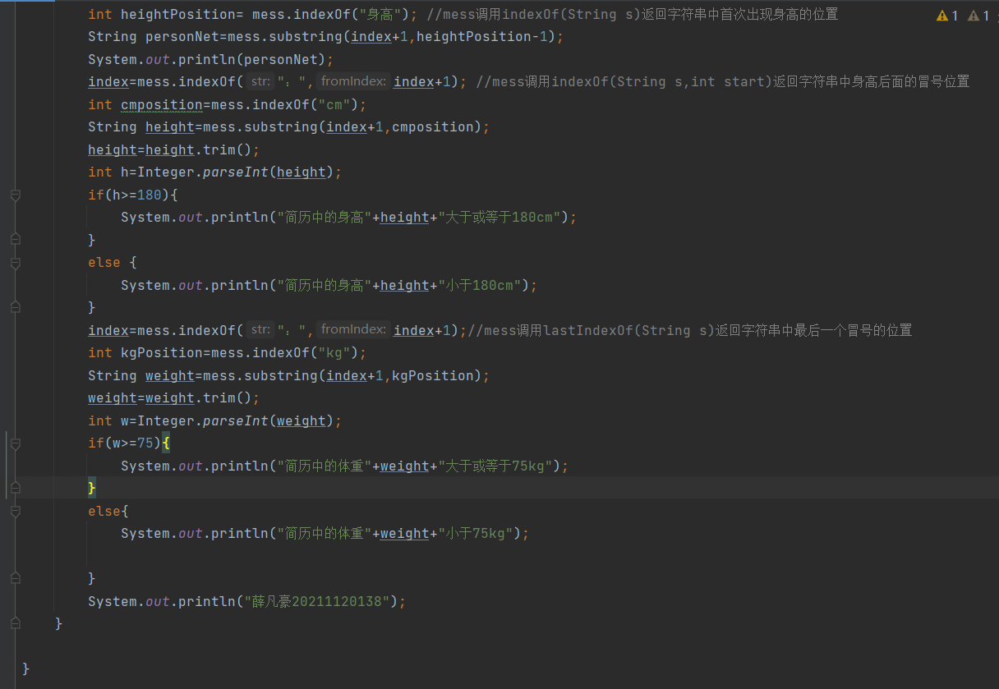 int heightPosition= mess.indexOf("身高"); //mess调用indexOf(String s)返回字符串中首次出现身高的位置
1 1
String personNet=mess.substring(index+1,heightPosition-1);
System.out.println(personNet);
index=mess.indexOf( str: "：", fromIndex: index+1); //mess调用indexOf(String s,int start)返回字符串中身高后面的冒号位置
int cmposition=mess.indexOf("cm");
String height=mess.substring(index+1,cmposition);
height=height.trim();
int h=Integer.parseInt(height);
if(h>=180){
System.out.println("简历中的身高"+height+"大于或等于180cm");
}
else {
System.out.println("简历中的身高"+height+"小于180cm");
}
index=mess.indexOf( str: "：", fromIndex: index+1);//mess调用lastIndexOf(String s)返回字符串中最后一个冒号的位置
int kgPosition=mess.indexOf("kg");
String weight=mess.substring(index+1,kgPosition);
weight=weight.trim();
int w=Integer.parseInt(weight);
if(w>=75){
System.out.println("简历中的体重"+weight+"大于或等于75kg");
}
else{
System.out.println("简历中的体重"+weight+"小于75kg");
}
System.out.println("薛凡豪20211120138");
}
}